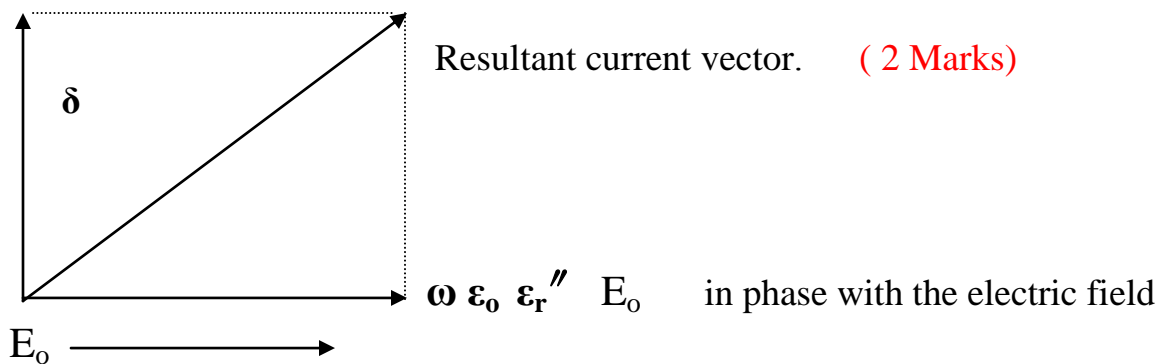 Resultant current vector. ( 2 Marks)
δ
ω εₒ εᵣ″ Eₒ in phase with the electric field
Eₒ